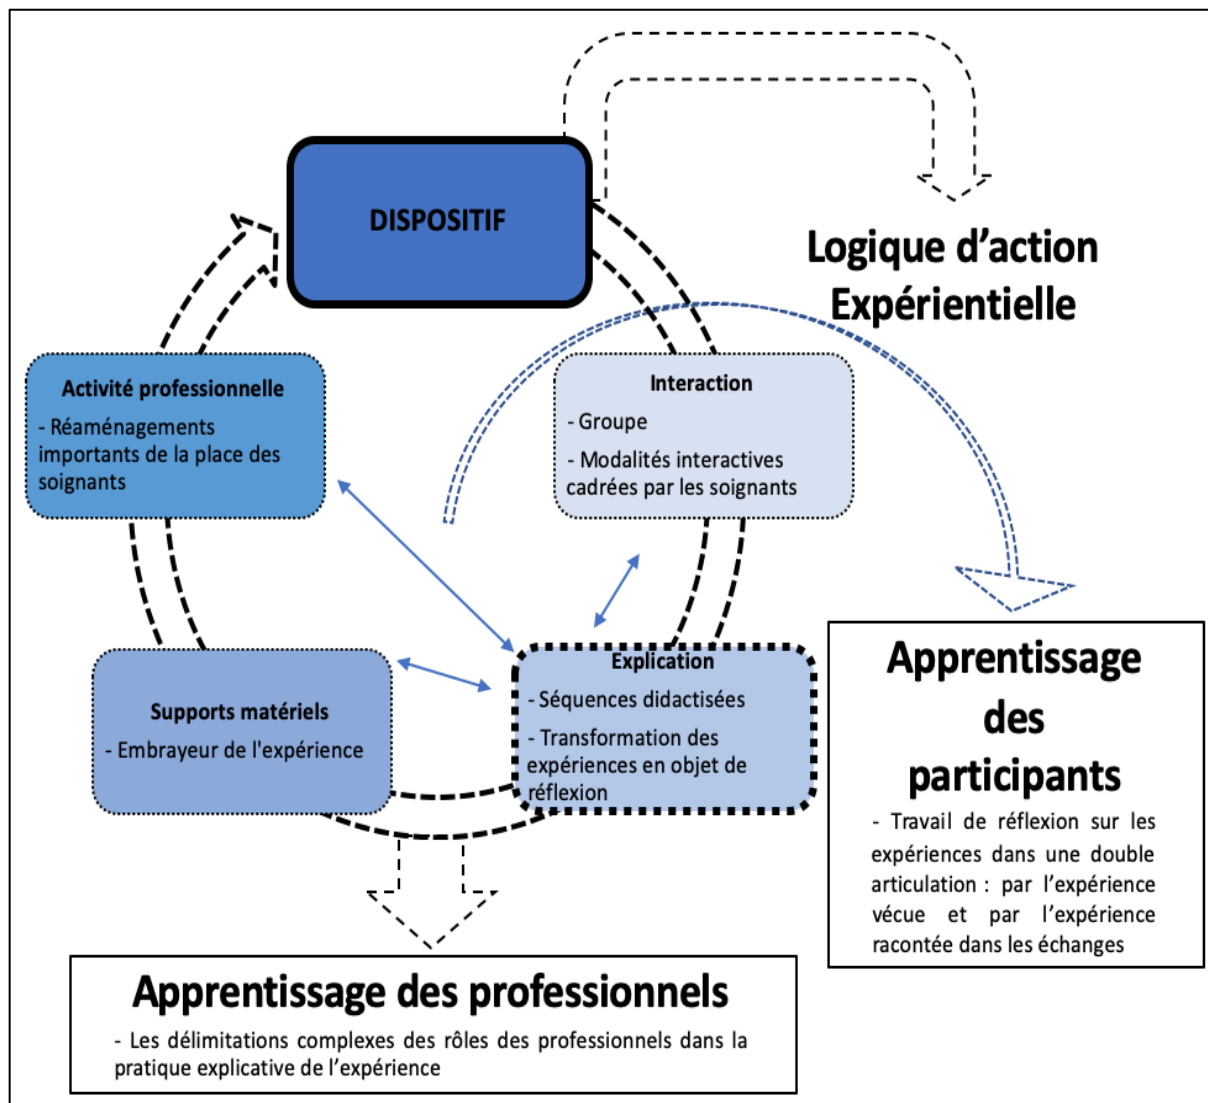 DISPOSITIF
Logique d’action
Expérientielle
Activité professionnelle
- Réaménagements
importants de la place des
soignants
Interaction
- Groupe
- Modalités interactives
cadrées par les soignants
Supports matériels
- Embrayeur de l'expérience
Explication
- Séquences didactisées
- Transformation des
expériences en objet de
réflexion
Apprentissage
des
participants
- Travail de réflexion sur les
expériences dans une double
articulation : par l’expérience
vécue et par l’expérience
racontée dans les échanges
Apprentissage des professionnels
- Les délimitations complexes des rôles des professionnels dans la
pratique explicative de l’expérience